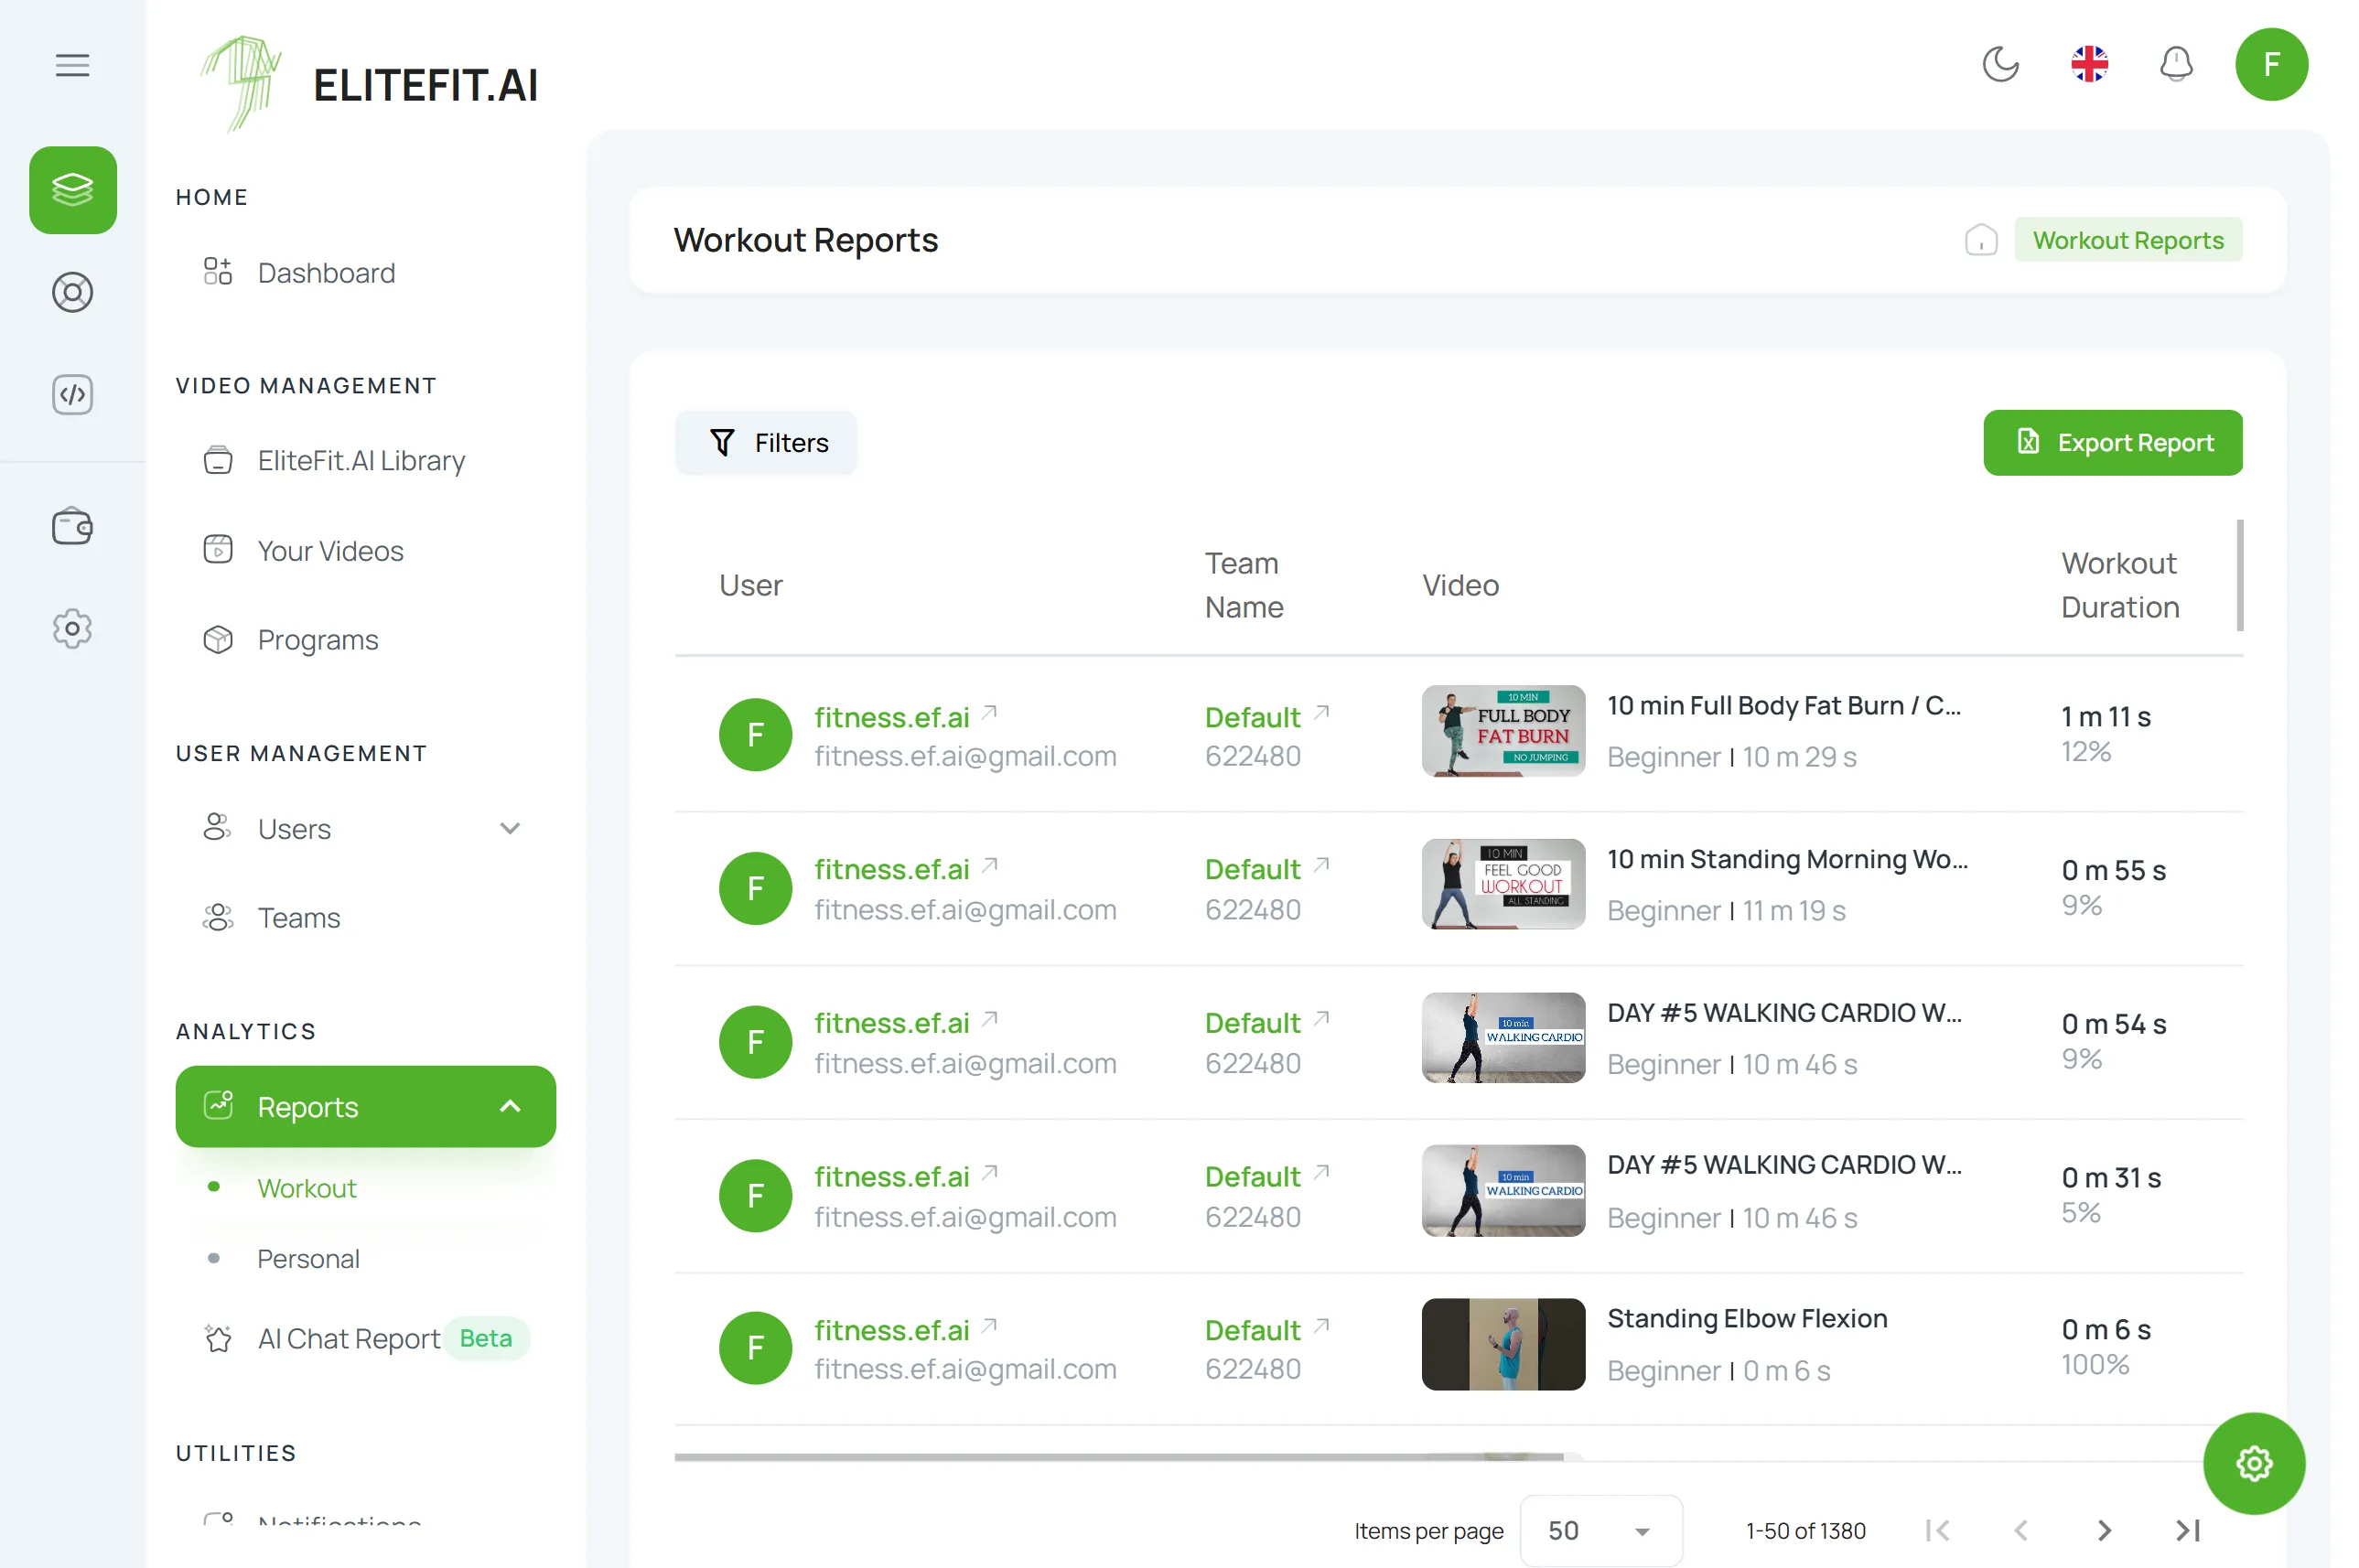 ELITEFIT.AI
F
HOME
Dashboard
VIDEO MANAGEMENT
EliteFit.AI Library
Your Videos
Programs
USER MANAGEMENT
Users
Teams
ANALYTICS
Reports
Workout
Personal
AI Chat Report Beta
UTILITIES
Notifications
Workout Reports
Workout Reports
Filters
Export Report
User
Team
Name
Video
Workout
Duration
F
fitness.ef.ai
fitness.ef.ai@gmail.com
Default
622480
10 MIN
FULL BODY
FAT BURN
NO JUMPING
10 min Full Body Fat Burn / C...
Beginner | 10 m 29 s
1 m 11 s
12%
F
fitness.ef.ai
fitness.ef.ai@gmail.com
Default
622480
10 MIN
FEEL GOOD
WORKOUT
ALL STANDING
10 min Standing Morning Wo...
Beginner | 11 m 19 s
0 m 55 s
9%
F
fitness.ef.ai
fitness.ef.ai@gmail.com
Default
622480
10 min
WALKING CARDIO
DAY #5 WALKING CARDIO W...
Beginner | 10 m 46 s
0 m 54 s
9%
F
fitness.ef.ai
fitness.ef.ai@gmail.com
Default
622480
10 min
WALKING CARDIO
DAY #5 WALKING CARDIO W...
Beginner | 10 m 46 s
0 m 31 s
5%
F
fitness.ef.ai
fitness.ef.ai@gmail.com
Default
622480
Standing Elbow Flexion
Beginner | 0 m 6 s
0 m 6 s
100%
Items per page
50
1-50 of 1380